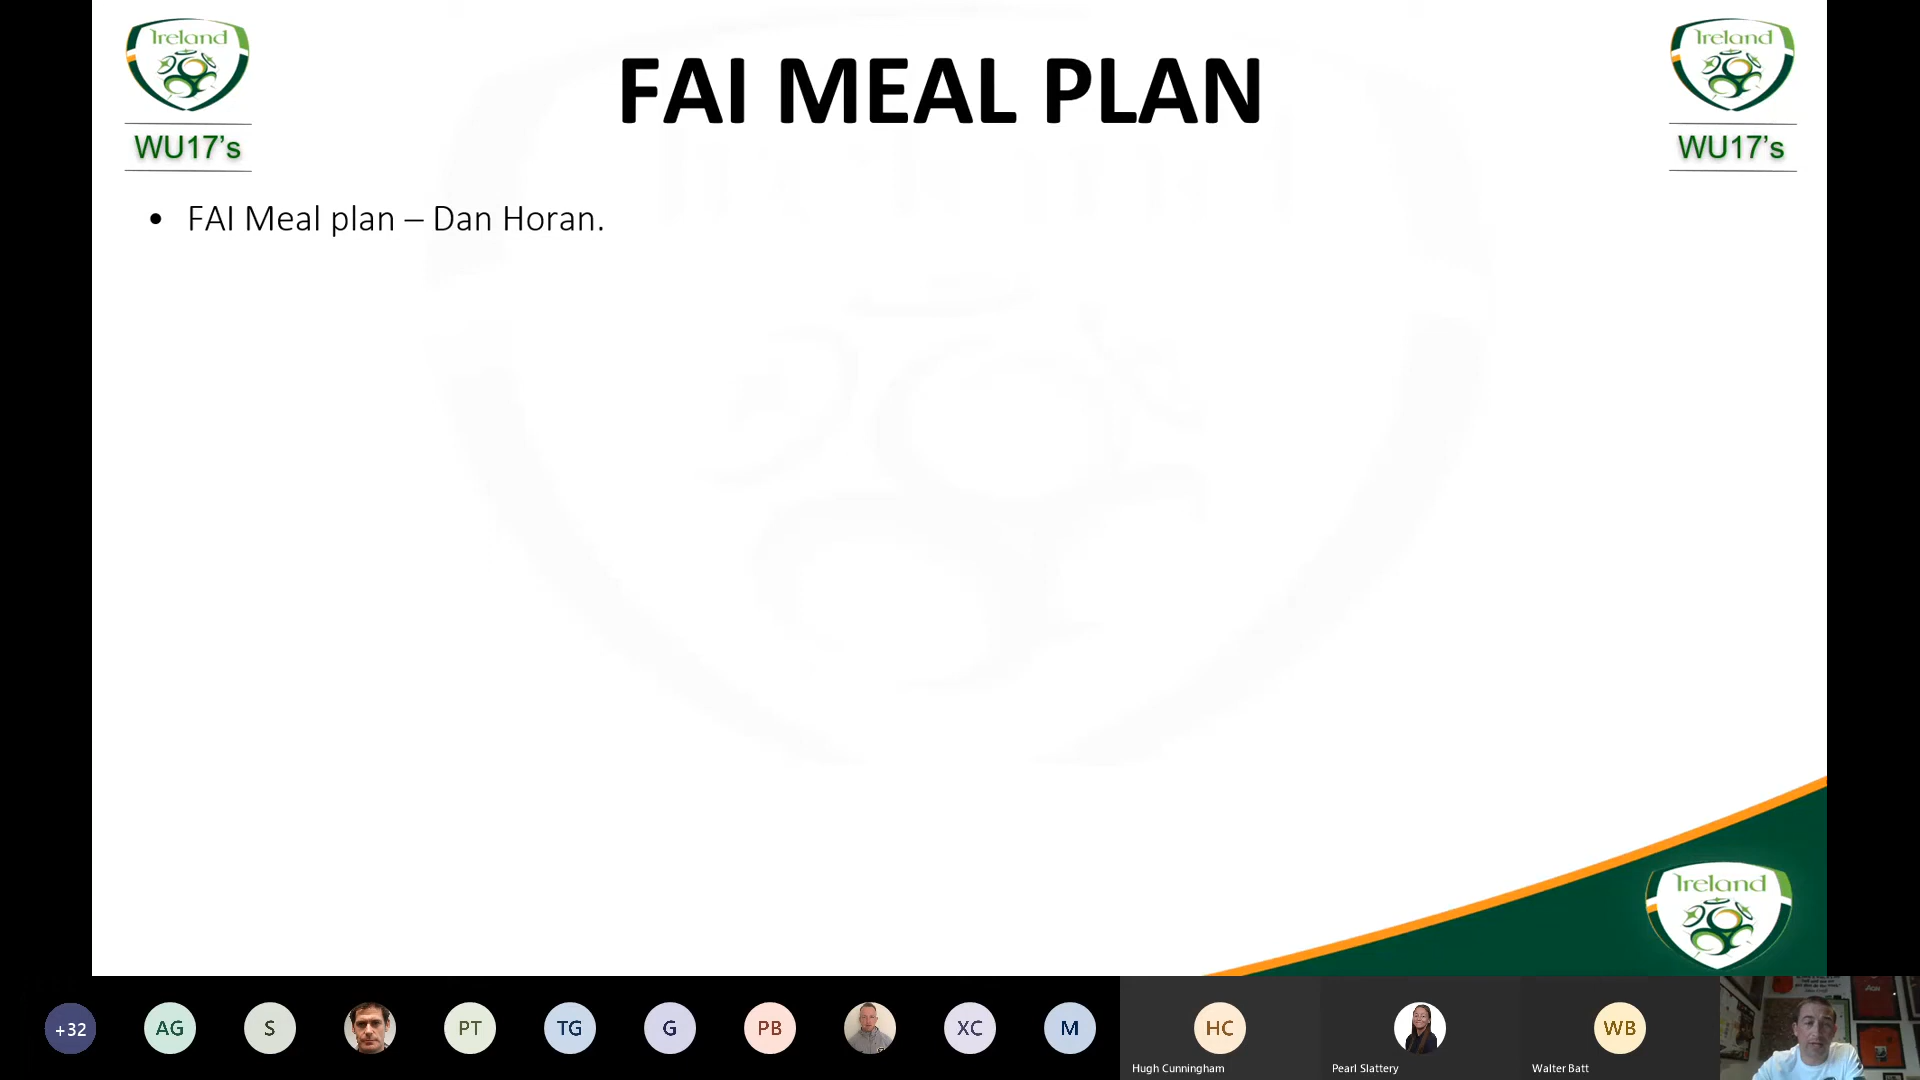 Ireland
Ireland
FAI MEAL PLAN
WU17's
WU17's
• FAI Meal plan – Dan Horan.
Ireland
+32
AG
S
PT
TG
G
PB
XC
M
HC
WB
Hugh Cunningham
Pearl Slattery
Walter Batt